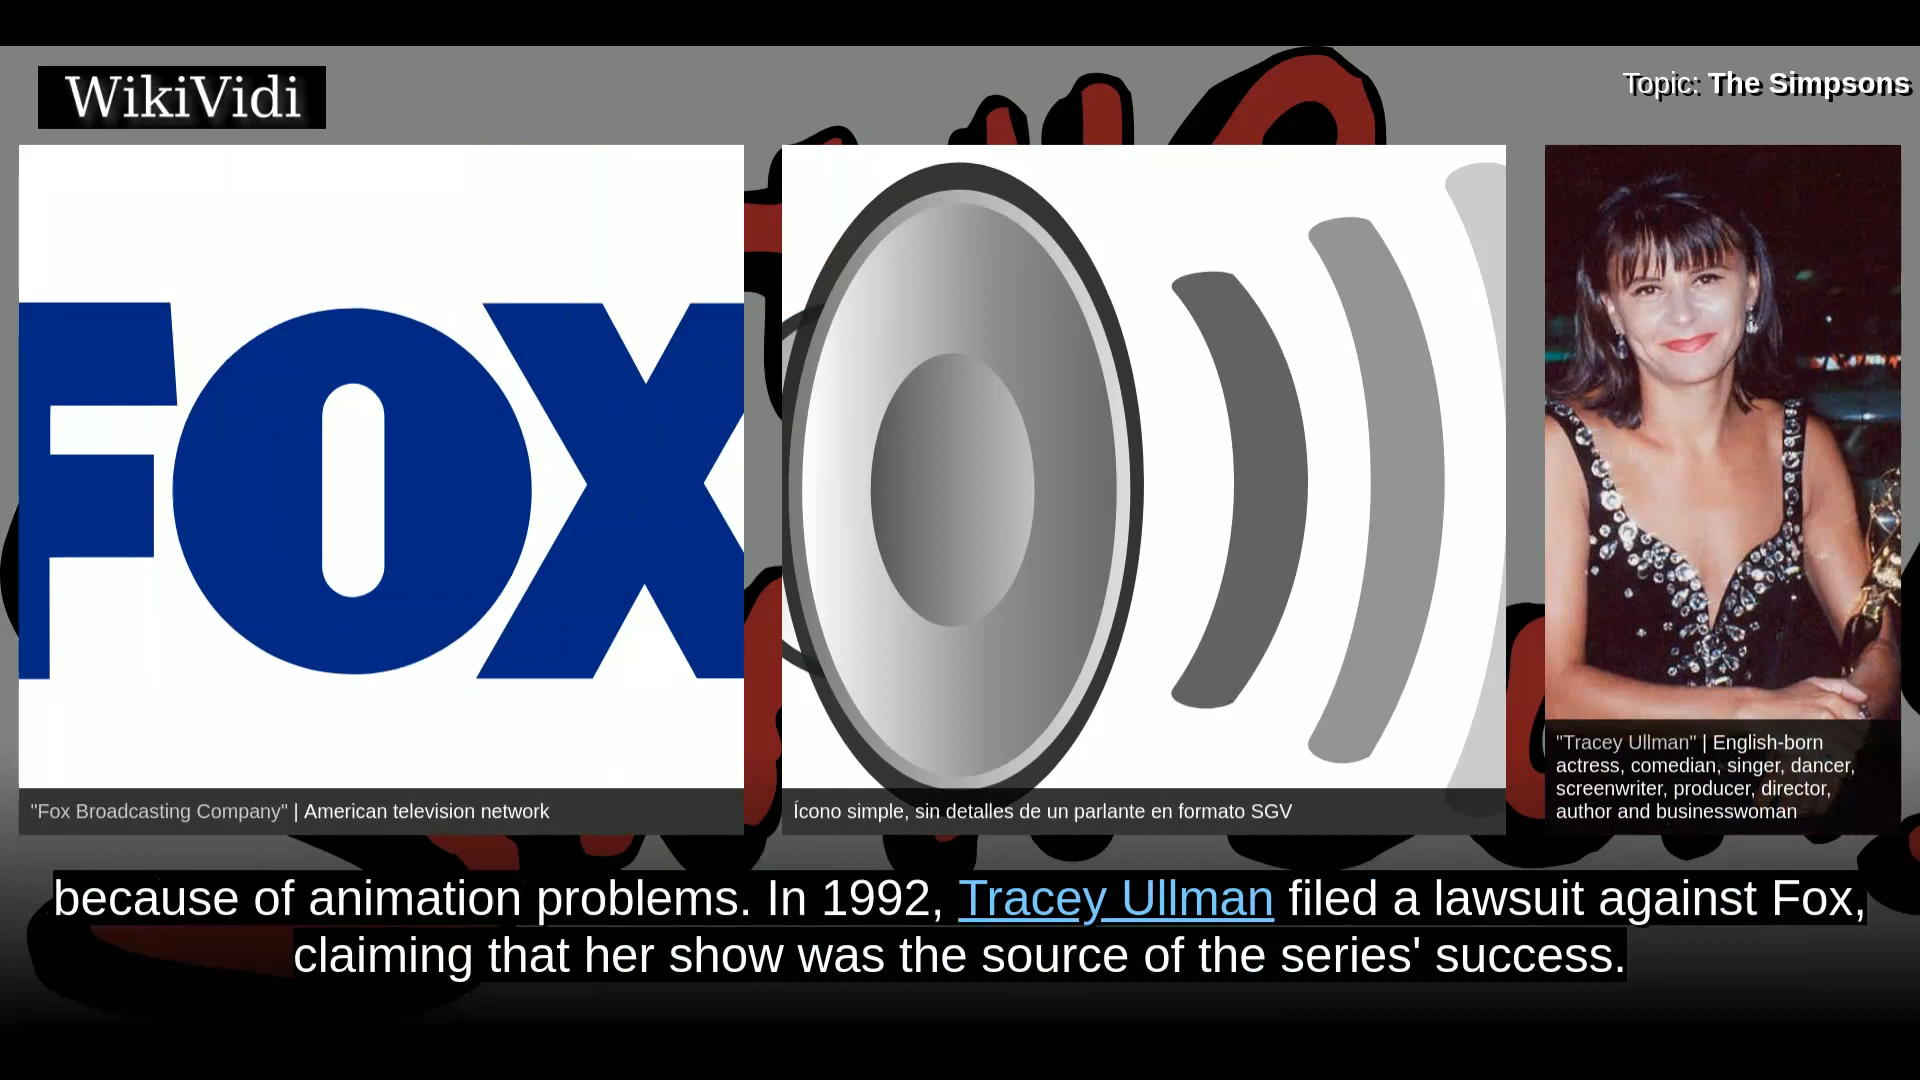 WikiVidi
Topic: The Simpsons
FOX
"Fox Broadcasting Company" | American television network
Ícono simple, sin detalles de un parlante en formato SGV
"Tracey Ullman" | English-born
actress, comedian, singer, dancer,
screenwriter, producer, director,
author and businesswoman
because of animation problems. In 1992, Tracey Ullman filed a lawsuit against Fox,
claiming that her show was the source of the series' success.